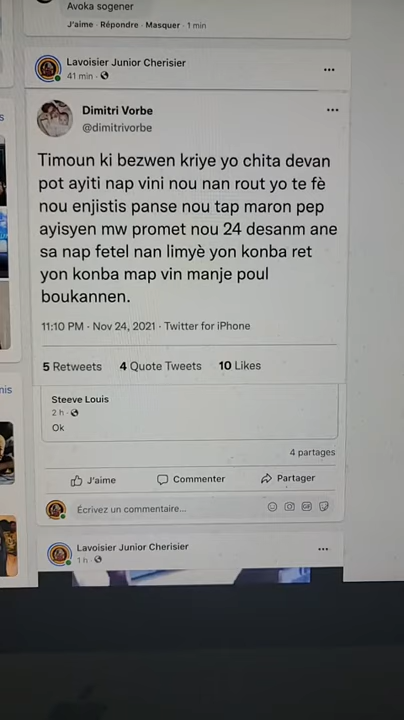 Avoka sogener
J'aime · Répondre · Masquer · 1 min
Lavoisier Junior Cherisier
41 min ·
Dimitri Vorbe
@dimitrivorbe
Timoun ki bezwen kriye yo chita devan
pot ayiti nap vini nou nan rout yo te fè
nou enjistis panse nou tap maron pep
ayisyen mw promet nou 24 desanm ane
sa nap fetel nan limyè yon konba ret
yon konba map vin manje poul
boukannen.
11:10 PM · Nov 24, 2021 · Twitter for iPhone
5 Retweets 4 Quote Tweets 10 Likes
Steeve Louis
2 h ·
Ok
4 partages
J'aime Commenter Partager
Écrivez un commentaire...
GIF
Lavoisier Junior Cherisier
1 h ·